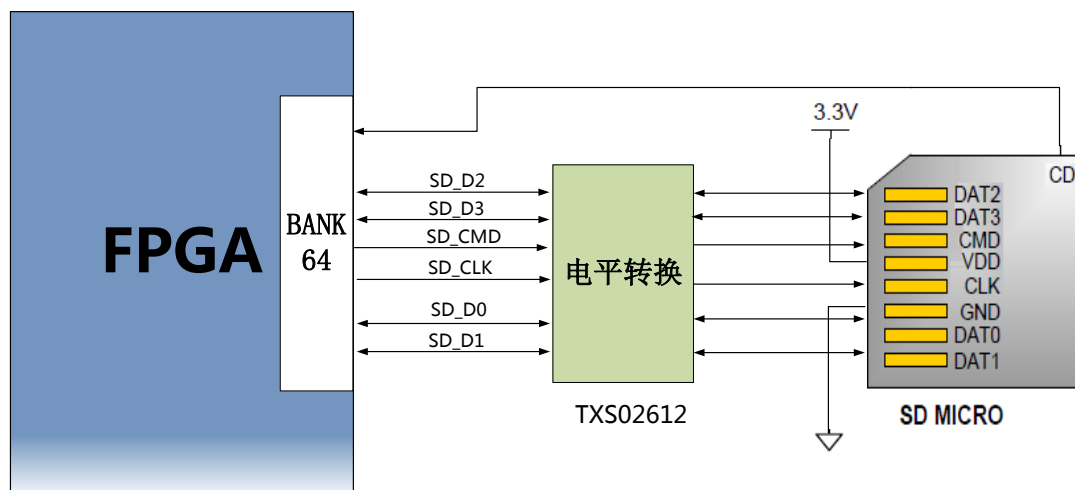 3.3V
CD
SD_D2
SD_D3
SD_CMD
SD_CLK
SD_D0
SD_D1
FPGA
BANK
64
电平转换
TXS02612
DAT2
DAT3
CMD
VDD
CLK
GND
DAT0
DAT1
SD MICRO